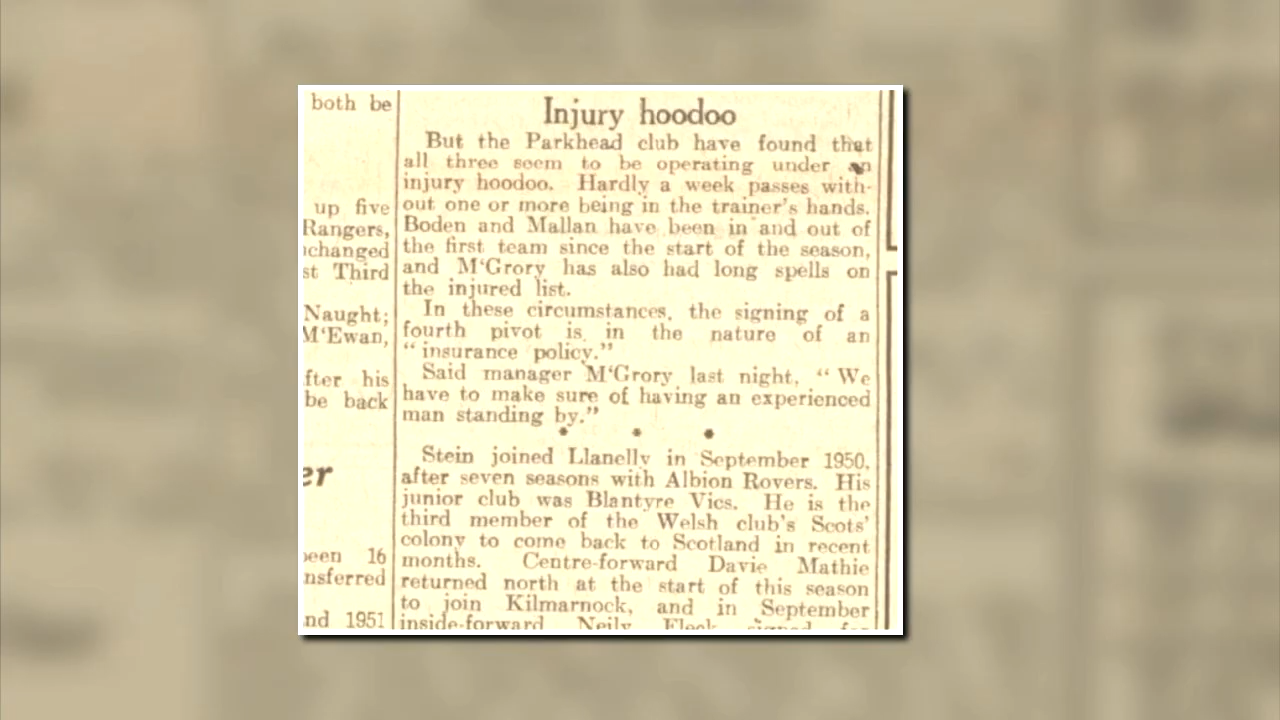 both be
up five
Rangers,
changed
st Third
Naught;
M'Ewan,
fter his
be back
er
been 16
nsferred
nd 1951
Injury hoodoo
But the Parkhead club have found that
all three seem to be operating under an
injury hoodoo. Hardly a week passes with-
out one or more being in the trainer's hands.
Boden and Mallan have been in and out of
the first team since the start of the season,
and M'Grory has also had long spells on
the injured list.
In these circumstances, the signing of a
fourth pivot is in the nature of an
"insurance policy."
Said manager M'Grory last night, "We
have to make sure of having an experienced
man standing by."
Stein joined Llanelly in September 1950,
after seven seasons with Albion Rovers. His
junior club was Blantyre Vics. He is the
third member of the Welsh club's Scots'
colony to come back to Scotland in recent
months. Centre-forward Davie Mathie
returned north at the start of this season
to join Kilmarnock, and in September
inside-forward Neily Fleck signed for